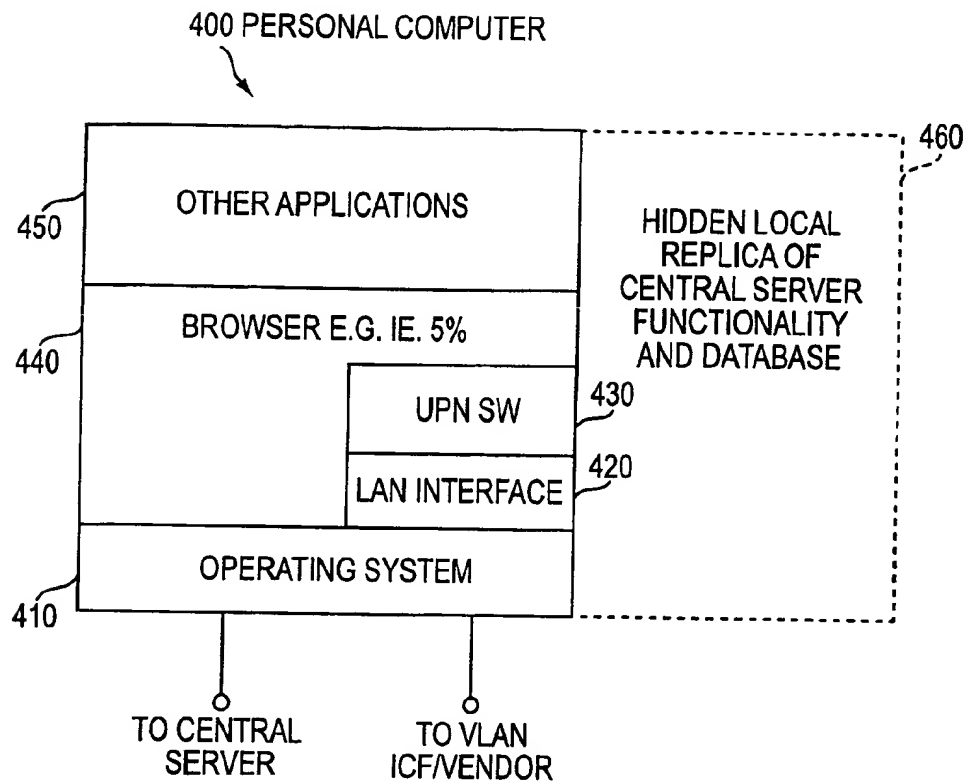 400 PERSONAL COMPUTER
460
450
OTHER APPLICATIONS
HIDDEN LOCAL
REPLICA OF
CENTRAL SERVER
FUNCTIONALITY
AND DATABASE
440
BROWSER E.G. IE. 5%
430
UPN SW
420
LAN INTERFACE
OPERATING SYSTEM
410
TO CENTRAL
SERVER
TO VLAN
ICF/VENDOR